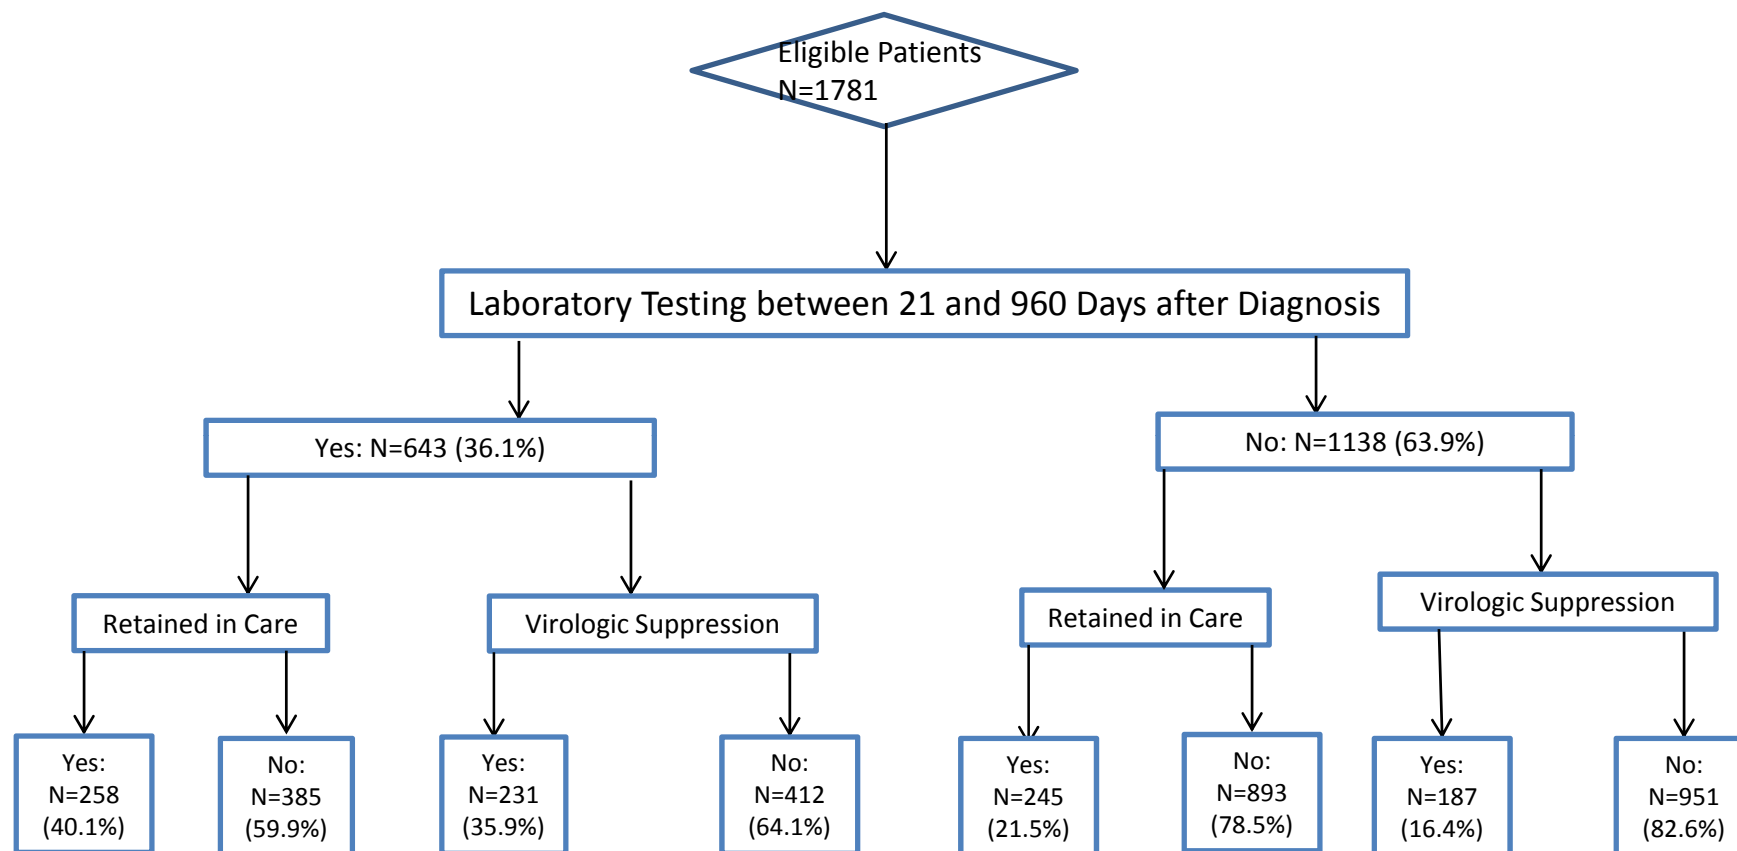 Eligible Patients
N=1781
Laboratory Testing between 21 and 960 Days after Diagnosis
Yes: N=643 (36.1%)
No: N=1138 (63.9%)
Retained in Care
Virologic Suppression
Retained in Care
Virologic Suppression
Yes:
N=258
(40.1%)
No:
N=385
(59.9%)
Yes:
N=231
(35.9%)
No:
N=412
(64.1%)
Yes:
N=245
(21.5%)
No:
N=893
(78.5%)
Yes:
N=187
(16.4%)
No:
N=951
(82.6%)